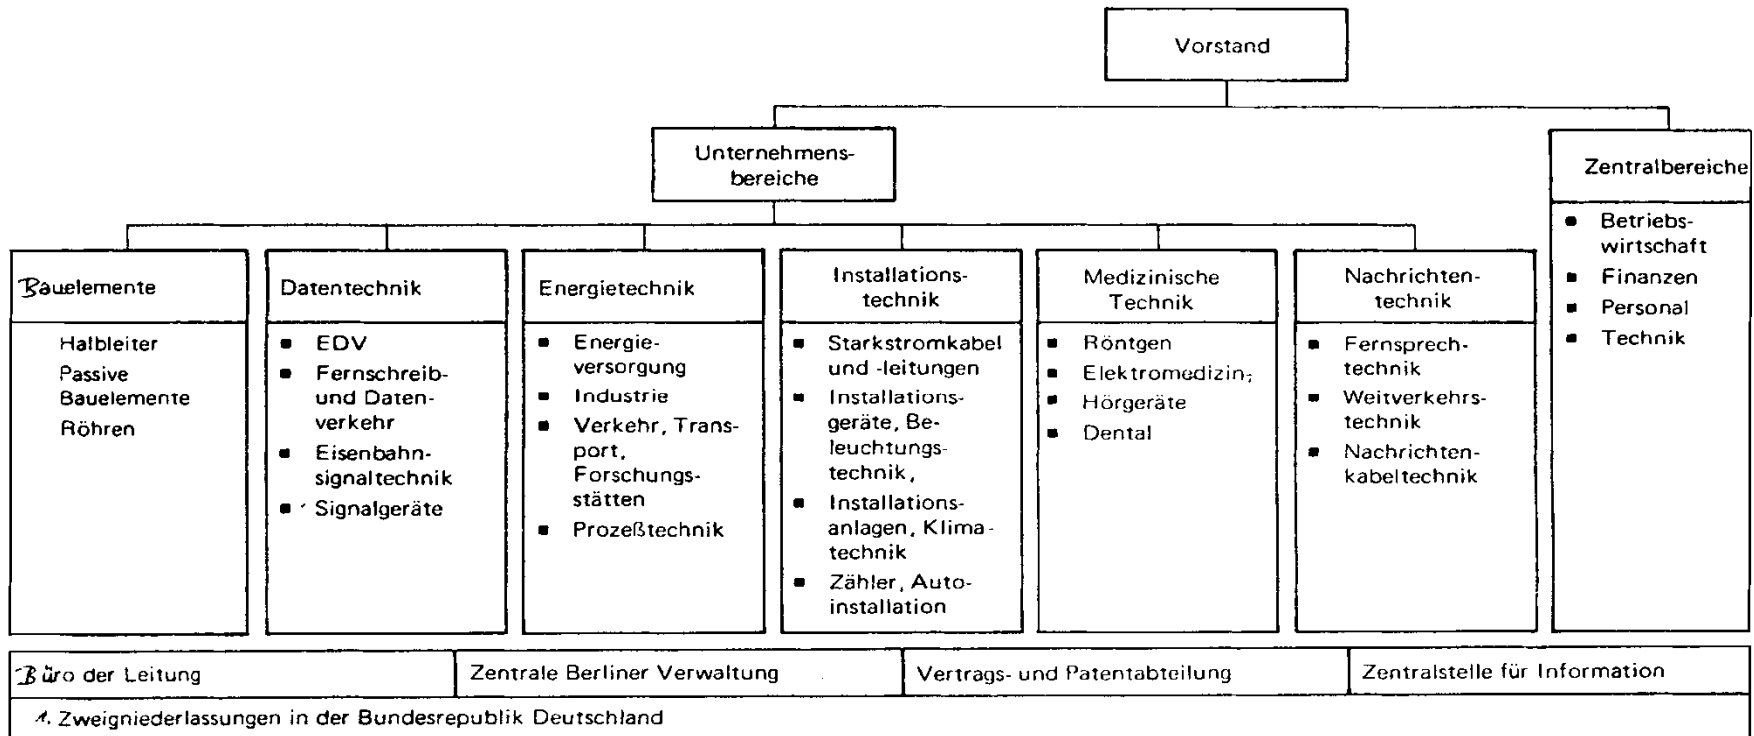 Vorstand
Unternehmens-
bereiche
Zentralbereiche
Betriebs-
wirtschaft
Finanzen
Personal
Technik
Bauelemente
Halbleiter
Passive
Bauelemente
Röhren
Datentechnik
EDV
Fernschreib-
und Daten-
verkehr
Eisenbahn-
signaltechnik
Signalgeräte
Energietechnik
Energie-
versorgung
Industrie
Verkehr, Trans-
port,
Forschungs-
stätten
Prozeßtechnik
Installations-
technik
Starkstromkabel
und -leitungen
Installations-
geräte, Be-
leuchtungs-
technik,
Installations-
anlagen, Klima-
technik
Zähler, Auto-
installation
Medizinische
Technik
Röntgen
Elektromedizin,
Hörgeräte
Dental
Nachrichten-
technik
Fernsprech-
technik
Weitverkehrs-
technik
Nachrichten-
kabeltechnik
Büro der Leitung
Zentrale Berliner Verwaltung
Vertrags- und Patentabteilung
Zentralstelle für Information
1. Zweigniederlassungen in der Bundesrepublik Deutschland